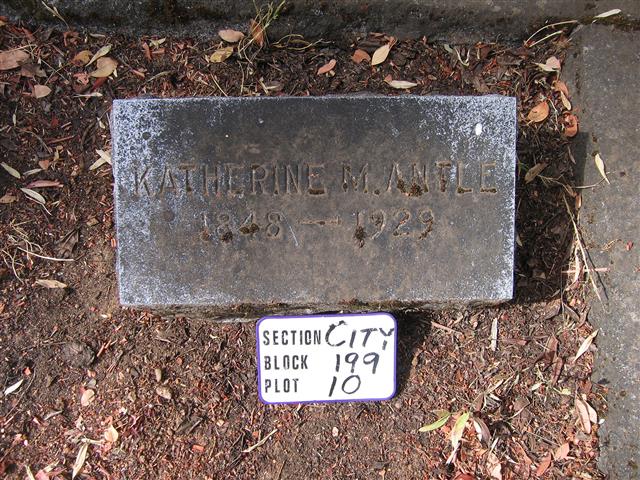 KATHERINE M. ANTLE
1848 — 1929
SECTION CITY
BLOCK 199
PLOT 10